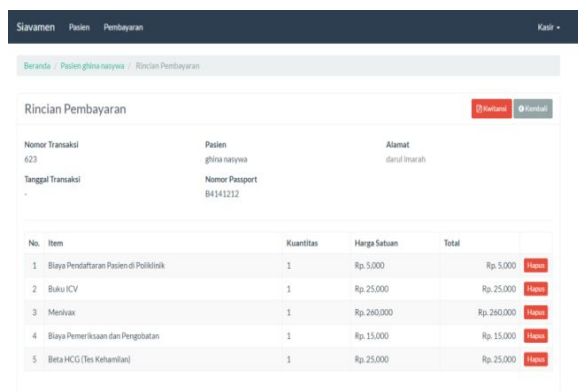 Siavamen Pasien Pembayaran Kasir
Beranda / Pasien ghina nasywa / Rincian Pembayaran
Rincian Pembayaran Kwitansi Kembali
Nomor Transaksi Pasien Alamat
623 ghina nasywa darul imarah
Tanggal Transaksi Nomor Passport
- B4141212
No. Item Kuantitas Harga Satuan Total
1 Biaya Pendaftaran Pasien di Poliklinik 1 Rp. 5,000 Rp. 5,000 Hapus
2 Buku ICV 1 Rp. 25,000 Rp. 25,000 Hapus
3 Menivax 1 Rp. 260,000 Rp. 260,000 Hapus
4 Biaya Pemeriksaan dan Pengobatan 1 Rp. 15,000 Rp. 15,000 Hapus
5 Beta HCG (Tes Kehamilan) 1 Rp. 25,000 Rp. 25,000 Hapus